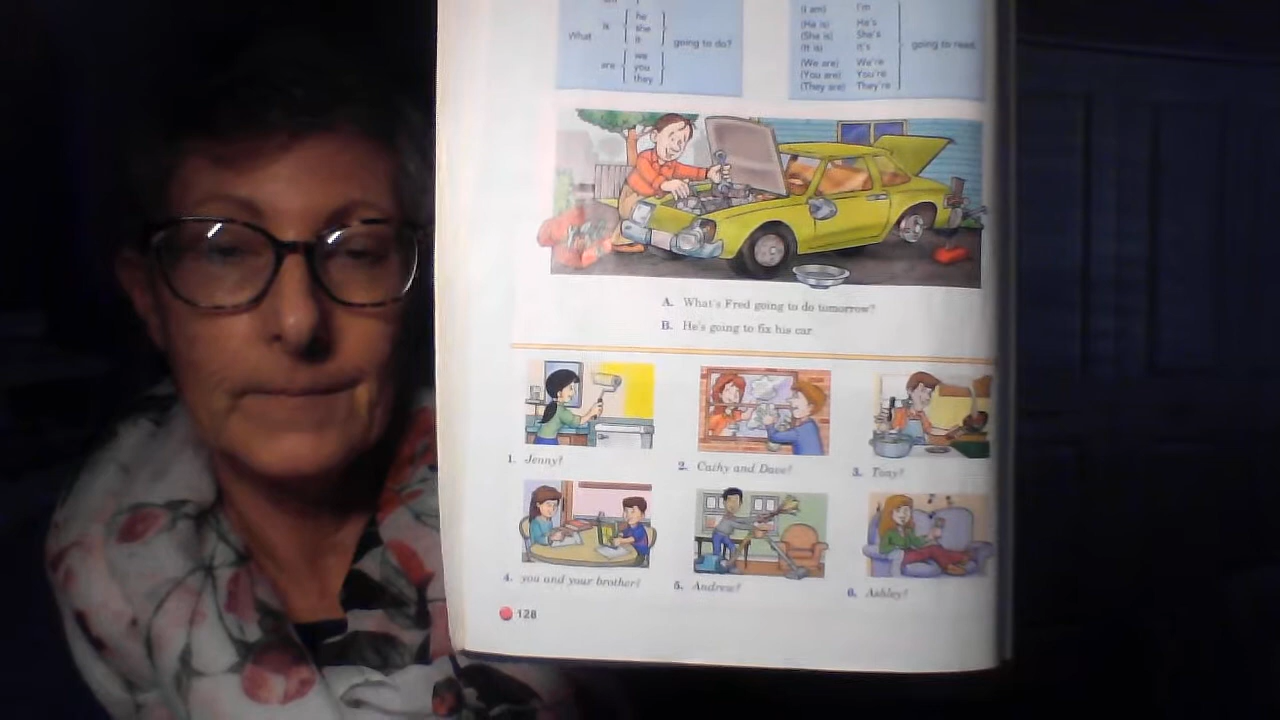 am I
he
What is she
it
going to do?
we
are you
they
(I am) I'm
(He is) He's
(She is) She's
(It is) It's
going to read.
(We are) We're
(You are) You're
(They are) They're
A. What's Fred going to do tomorrow?
B. He's going to fix his car.
1. Jenny?
2. Cathy and Dave?
3. Tony?
4. you and your brother?
5. Andrew?
6. Ashley?
128